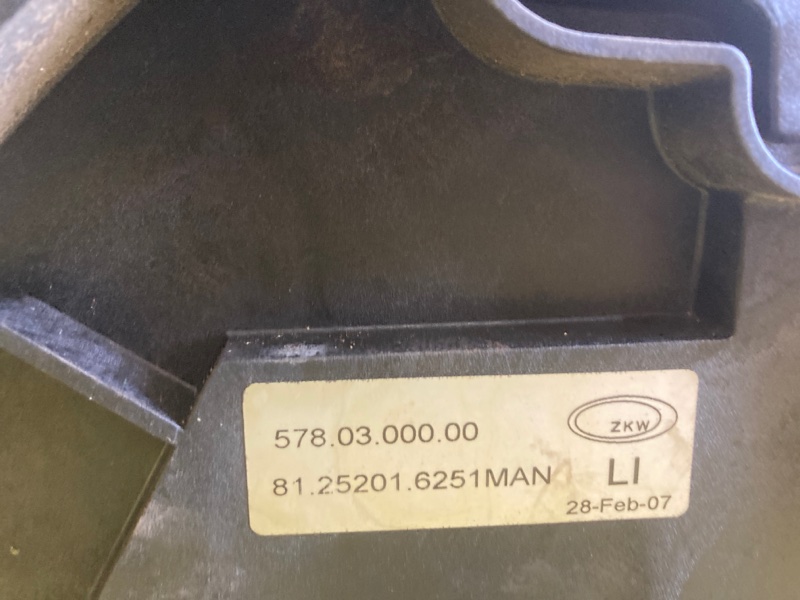 578.03.000.00
ZKW
81.25201.6251MAN
LI
28-Feb-07